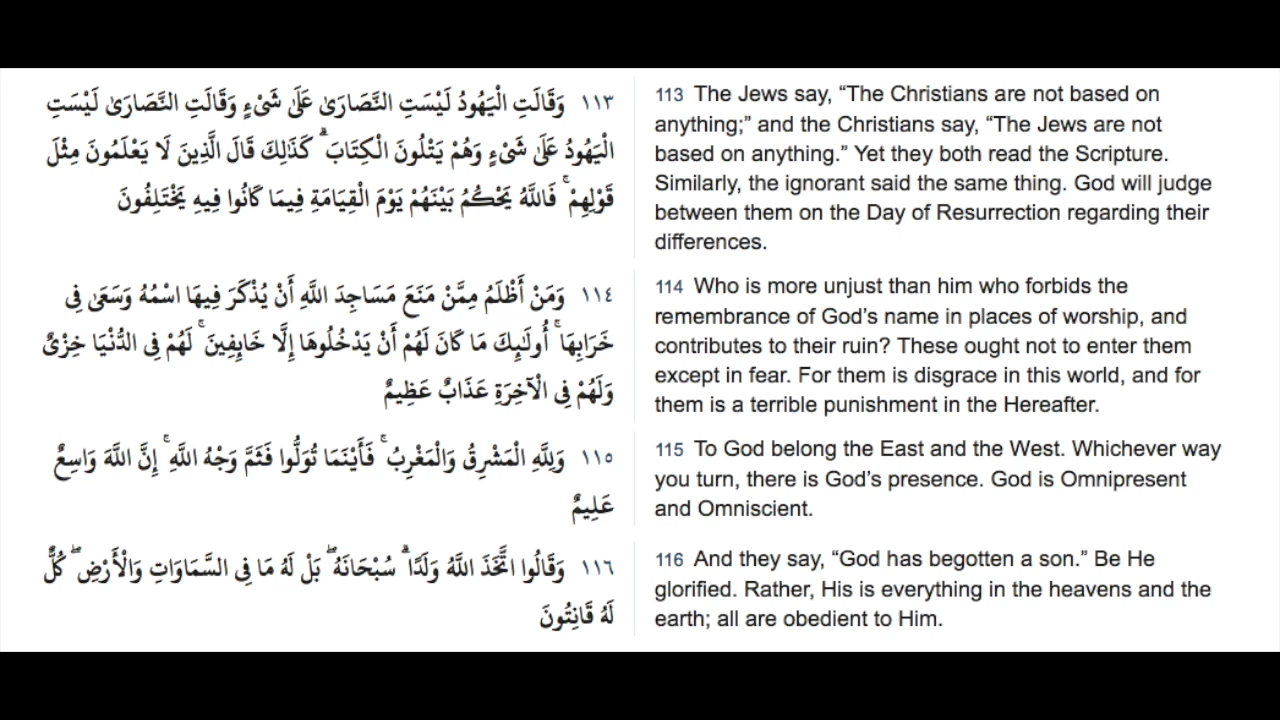 ١١٣ وَقَالَتِ الْيَهُودُ لَيْسَتِ النَّصَارَىٰ عَلَىٰ شَىْءٍ وَقَالَتِ النَّصَارَىٰ لَيْسَتِ
الْيَهُودُ عَلَىٰ شَىْءٍ وَهُمْ يَتْلُونَ الْكِتَابَ ۗ كَذَٰلِكَ قَالَ الَّذِينَ لَا يَعْلَمُونَ مِثْلَ
قَوْلِهِمْ ۚ فَاللَّهُ يَحْكُمُ بَيْنَهُمْ يَوْمَ الْقِيَامَةِ فِيمَا كَانُوا فِيهِ يَخْتَلِفُونَ
113 The Jews say, “The Christians are not based on
anything;” and the Christians say, “The Jews are not
based on anything.” Yet they both read the Scripture.
Similarly, the ignorant said the same thing. God will judge
between them on the Day of Resurrection regarding their
differences.
١١٤ وَمَنْ أَظْلَمُ مِمَّنْ مَنَعَ مَسَاجِدَ اللَّهِ أَنْ يُذْكَرَ فِيهَا اسْمُهُ وَسَعَىٰ فِى
خَرَابِهَا ۚ أُولَٰئِكَ مَا كَانَ لَهُمْ أَنْ يَدْخُلُوهَا إِلَّا خَائِفِينَ ۚ لَهُمْ فِى الدُّنْيَا خِزْىٌ
وَلَهُمْ فِى الْآخِرَةِ عَذَابٌ عَظِيمٌ
114 Who is more unjust than him who forbids the
remembrance of God’s name in places of worship, and
contributes to their ruin? These ought not to enter them
except in fear. For them is disgrace in this world, and for
them is a terrible punishment in the Hereafter.
١١٥ وَلِلَّهِ الْمَشْرِقُ وَالْمَغْرِبُ ۚ فَأَيْنَمَا تُوَلُّوا فَثَمَّ وَجْهُ اللَّهِ ۚ إِنَّ اللَّهَ وَاسِعٌ
عَلِيمٌ
115 To God belong the East and the West. Whichever way
you turn, there is God’s presence. God is Omnipresent
and Omniscient.
١١٦ وَقَالُوا اتَّخَذَ اللَّهُ وَلَدًا ۗ سُبْحَانَهُ ۖ بَلْ لَهُ مَا فِى السَّمَاوَاتِ وَالْأَرْضِ ۖ كُلٌّ
لَهُ قَانِتُونَ
116 And they say, “God has begotten a son.” Be He
glorified. Rather, His is everything in the heavens and the
earth; all are obedient to Him.